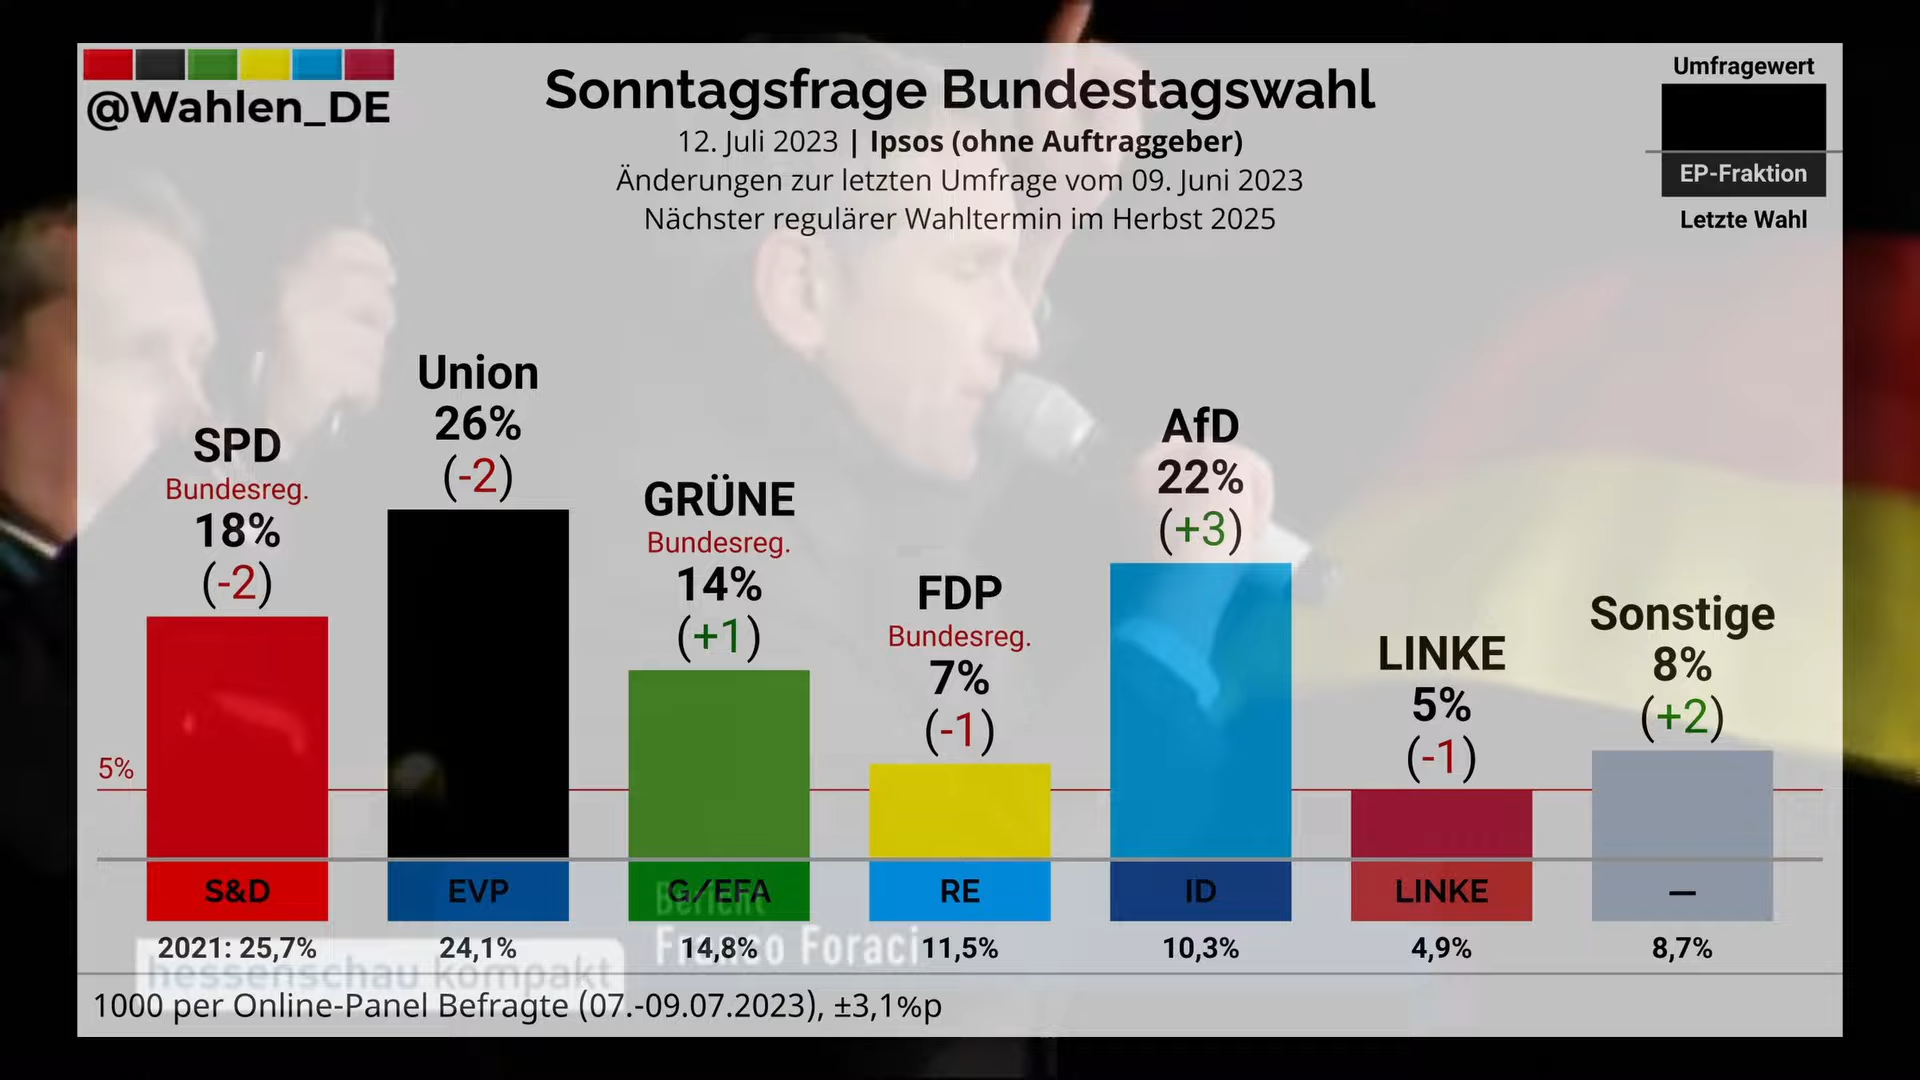 @Wahlen_DE
Sonntagsfrage Bundestagswahl
12. Juli 2023 | Ipsos (ohne Auftraggeber)
Änderungen zur letzten Umfrage vom 09. Juni 2023
Nächster regulärer Wahltermin im Herbst 2025
Umfragewert
EP-Fraktion
Letzte Wahl
SPD
Bundesreg.
18%
(-2)
Union
26%
(-2)
GRÜNE
Bundesreg.
14%
(+1)
FDP
Bundesreg.
7%
(-1)
AfD
22%
(+3)
LINKE
5%
(-1)
Sonstige
8%
(+2)
5%
S&D
EVP
G/EFA
RE
ID
LINKE
–
Bericht
Franco Foraci
2021: 25,7%
24,1%
14,8%
11,5%
10,3%
4,9%
8,7%
hessenschau kompakt
1000 per Online-Panel Befragte (07.-09.07.2023), ±3,1%p